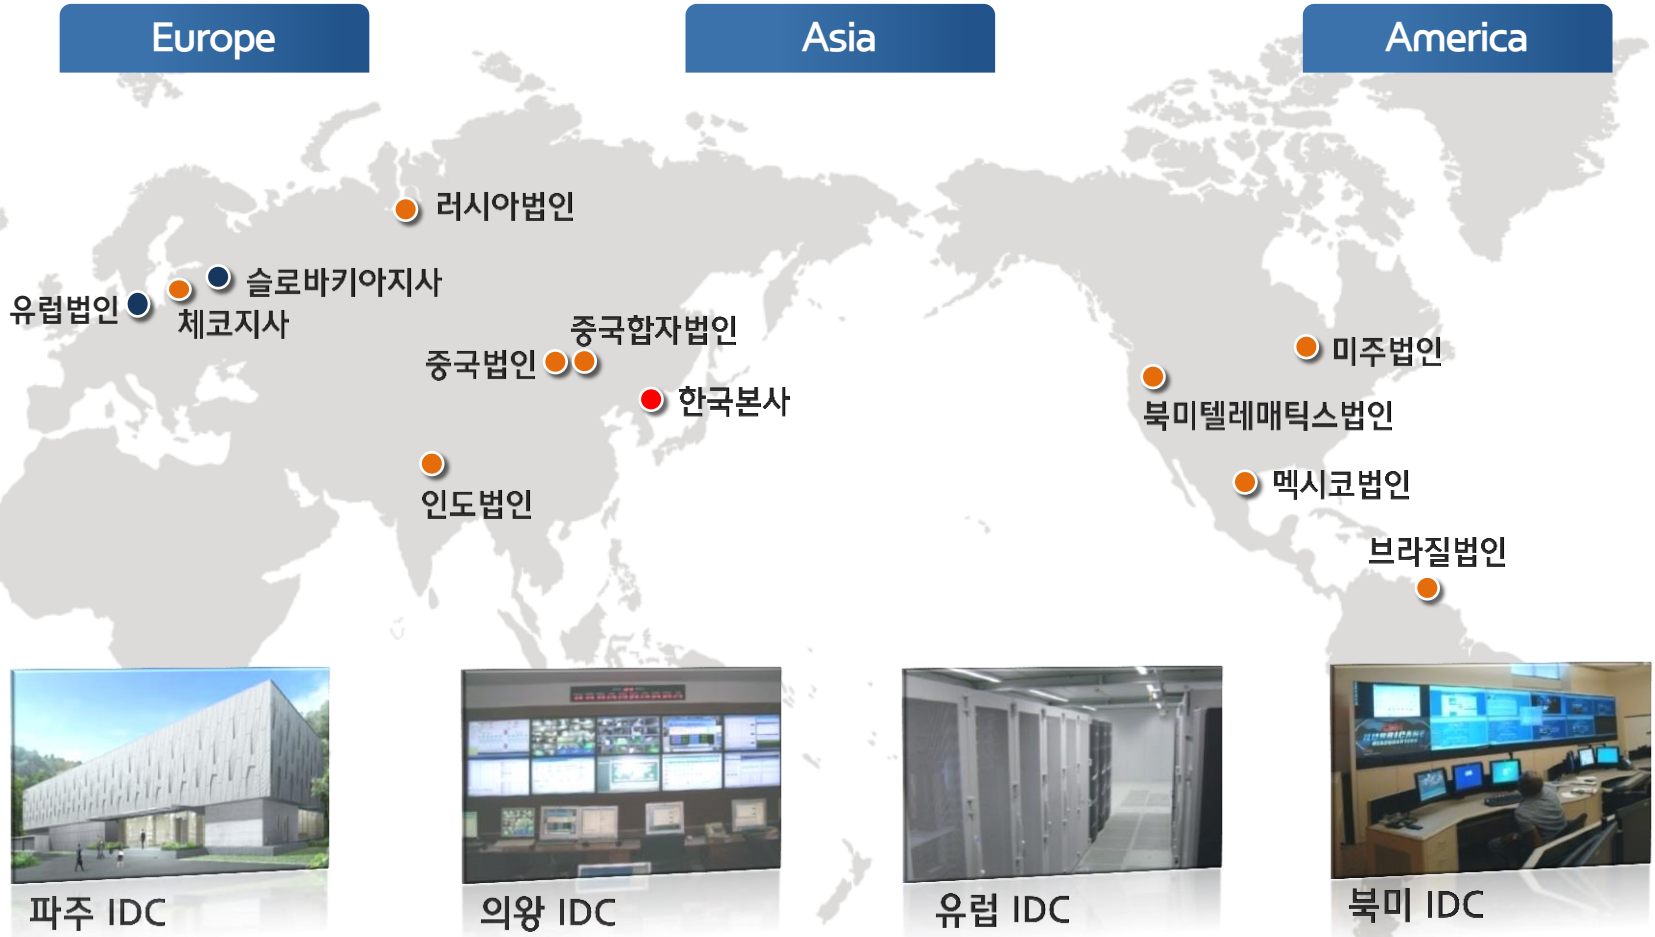 Europe
Asia
America
러시아법인
슬로바키아지사
유럽법인
체코지사
중국합자법인
중국법인
한국본사
인도법인
미주법인
북미텔레매틱스법인
멕시코법인
브라질법인
HURRICANE
HEADQUARTERS
파주 IDC
의왕 IDC
유럽 IDC
북미 IDC